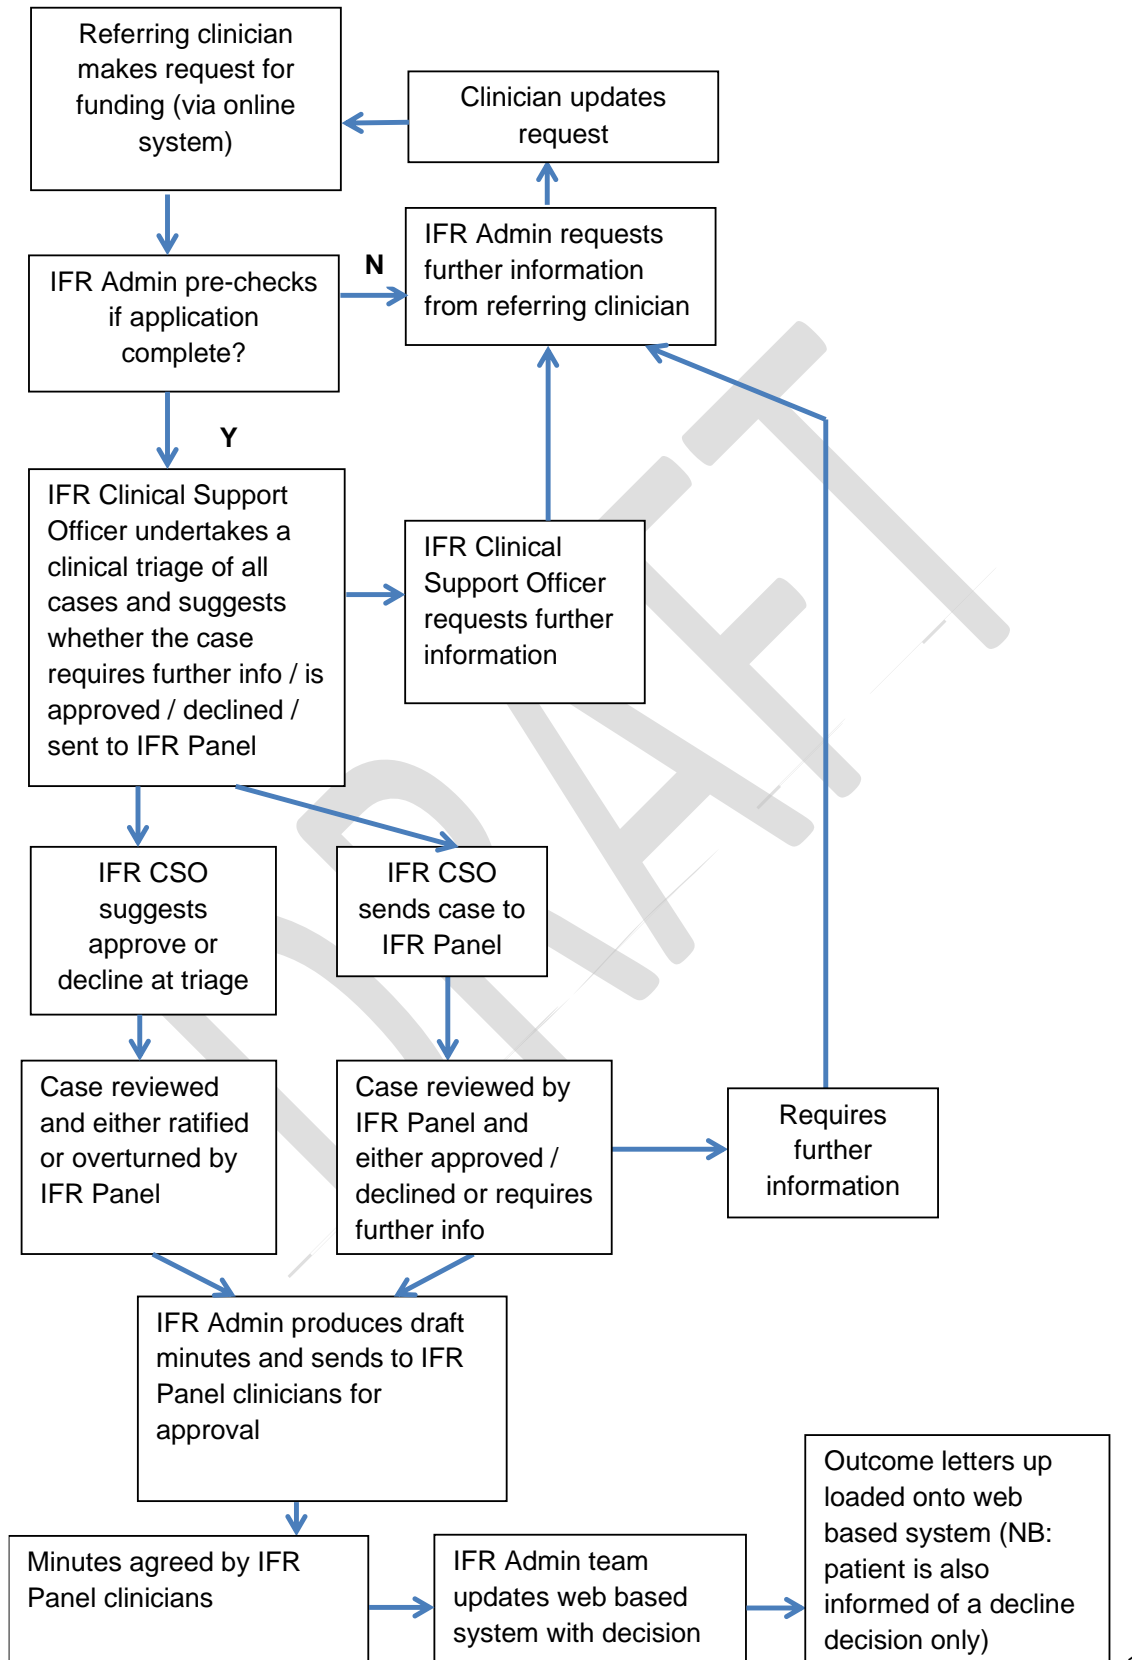 Referring clinician
makes request for
funding (via online
system)
Clinician updates
request
IFR Admin pre-checks
if application
complete?
N
IFR Admin requests
further information
from referring clinician
Y
IFR Clinical Support
Officer undertakes a
clinical triage of all
cases and suggests
whether the case
requires further info / is
approved / declined /
sent to IFR Panel
IFR Clinical
Support Officer
requests further
information
IFR CSO
suggests
approve or
decline at triage
IFR CSO
sends case to
IFR Panel
Case reviewed
and either ratified
or overturned by
IFR Panel
Case reviewed by
IFR Panel and
either approved /
declined or requires
further info
Requires
further
information
IFR Admin produces draft
minutes and sends to IFR
Panel clinicians for
approval
Minutes agreed by IFR
Panel clinicians
IFR Admin team
updates web based
system with decision
Outcome letters up
loaded onto web
based system (NB:
patient is also
informed of a decline
decision only)
DRAFT